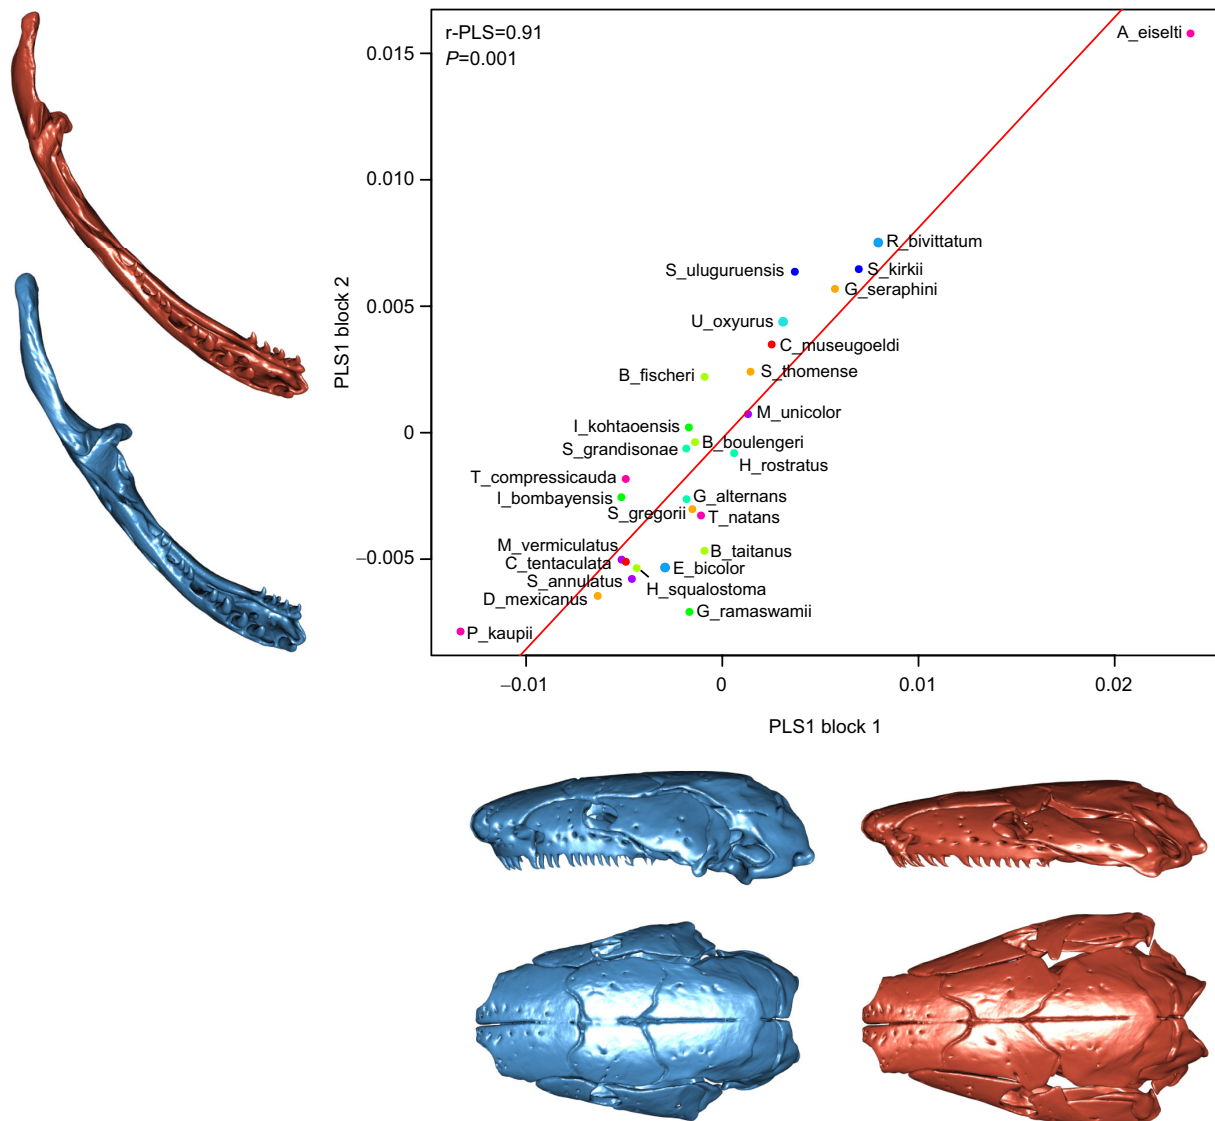 r-PLS=0.91
P=0.001
A_eiselti
0.015
0.010
0.005
0
−0.005
PLS1 block 2
R_bivittatum
S_uluguruensis
S_kirkii
G_seraphini
U_oxyurus
C_museugoeldi
S_thomense
B_fischeri
M_unicolor
I_kohtaoensis
B_boulengeri
S_grandisonae
H_rostratus
T_compressicauda
I_bombayensis
G_alternans
S_gregorii
T_natans
M_vermiculatus
B_taitanus
C_tentaculata
E_bicolor
S_annulatus
H_squalostoma
D_mexicanus
G_ramaswamii
P_kaupii
−0.01 0 0.01 0.02
PLS1 block 1